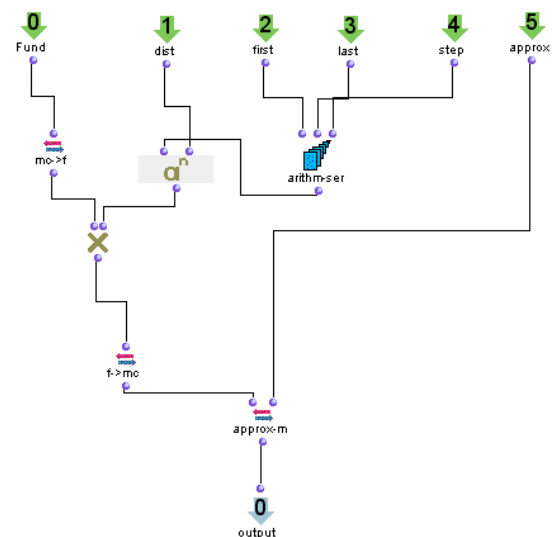 0 1 2 3 4 5
Fund dist first last step approx
mc->f
aⁿ
arithm-ser
×
f->mc
approx-m
0
output